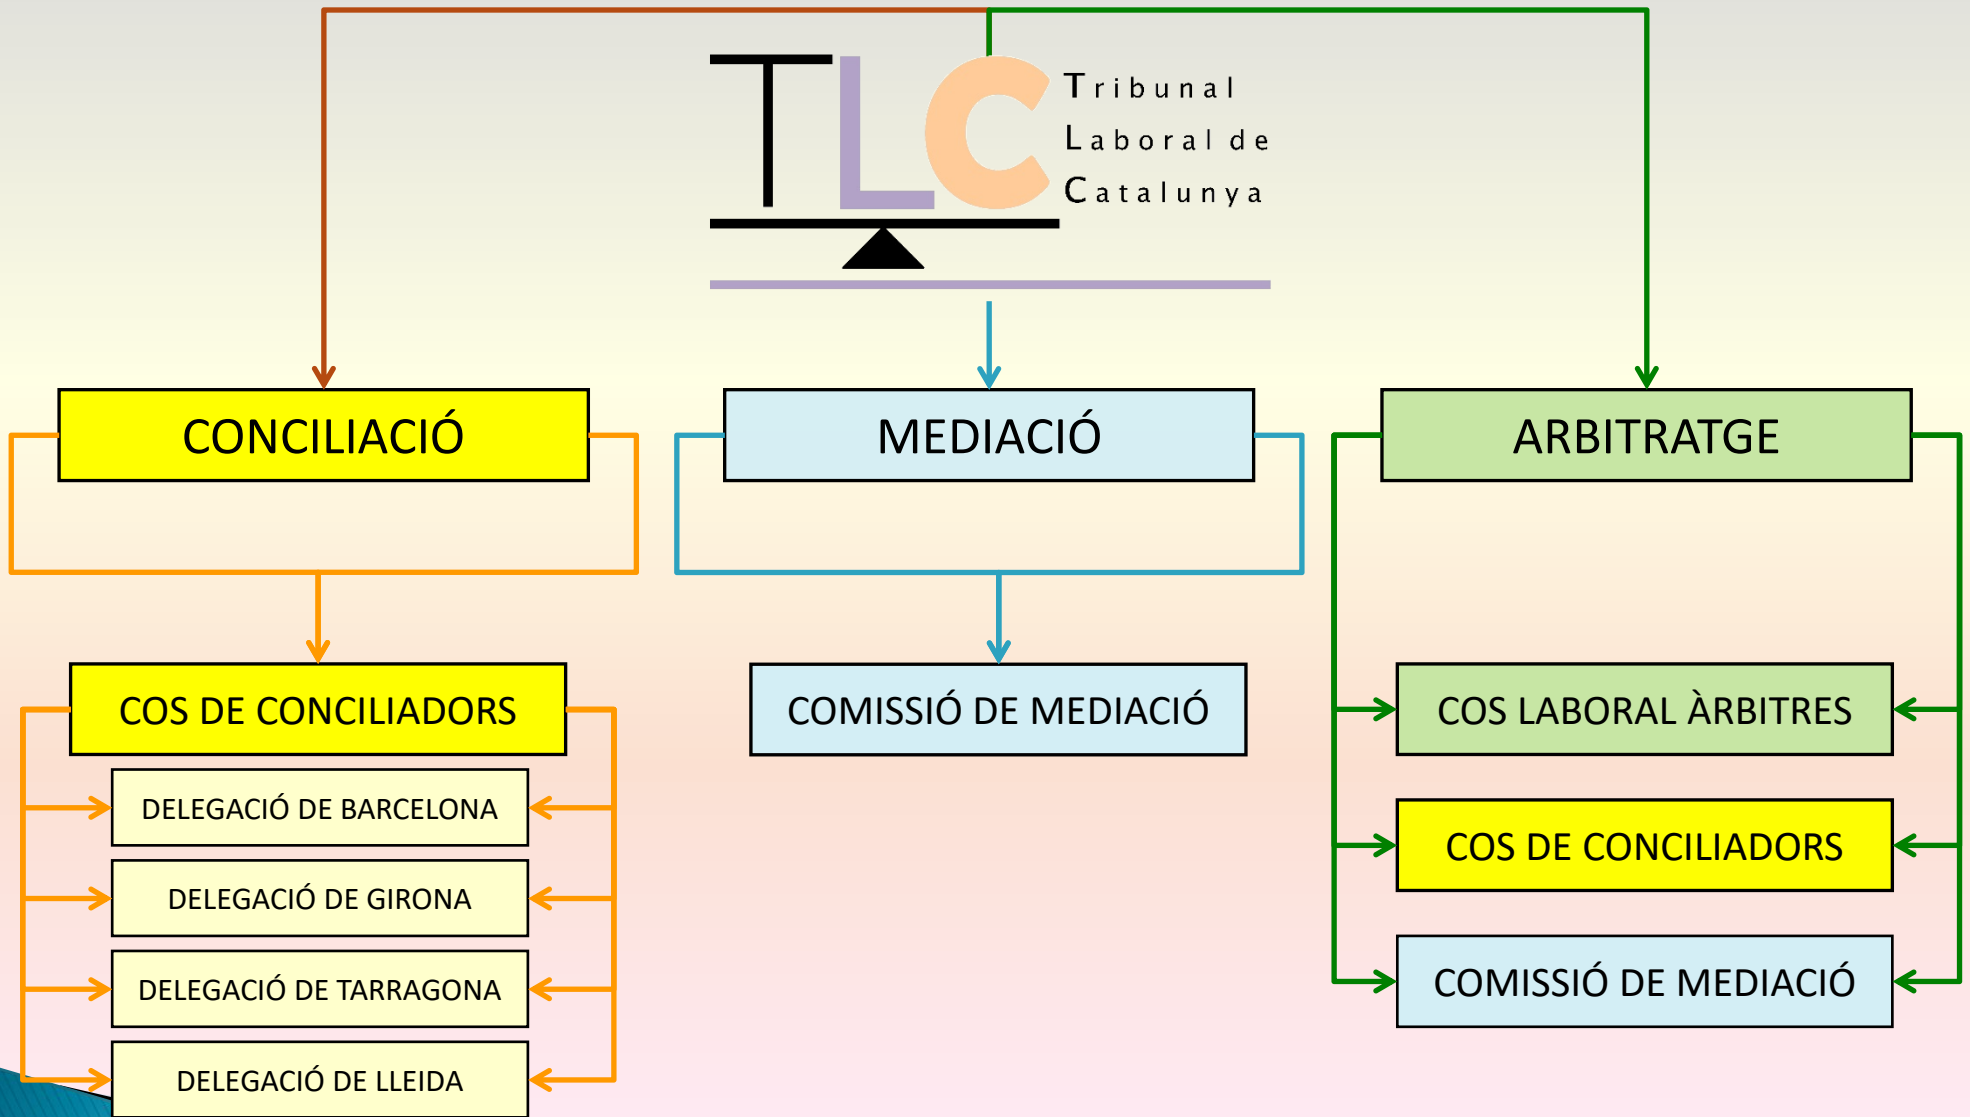 TLC
Tribunal
Laboral de
Catalunya
CONCILIACIÓ
MEDIACIÓ
ARBITRATGE
COS DE CONCILIADORS
DELEGACIÓ DE BARCELONA
DELEGACIÓ DE GIRONA
DELEGACIÓ DE TARRAGONA
DELEGACIÓ DE LLEIDA
COMISSIÓ DE MEDIACIÓ
COS LABORAL ÀRBITRES
COS DE CONCILIADORS
COMISSIÓ DE MEDIACIÓ